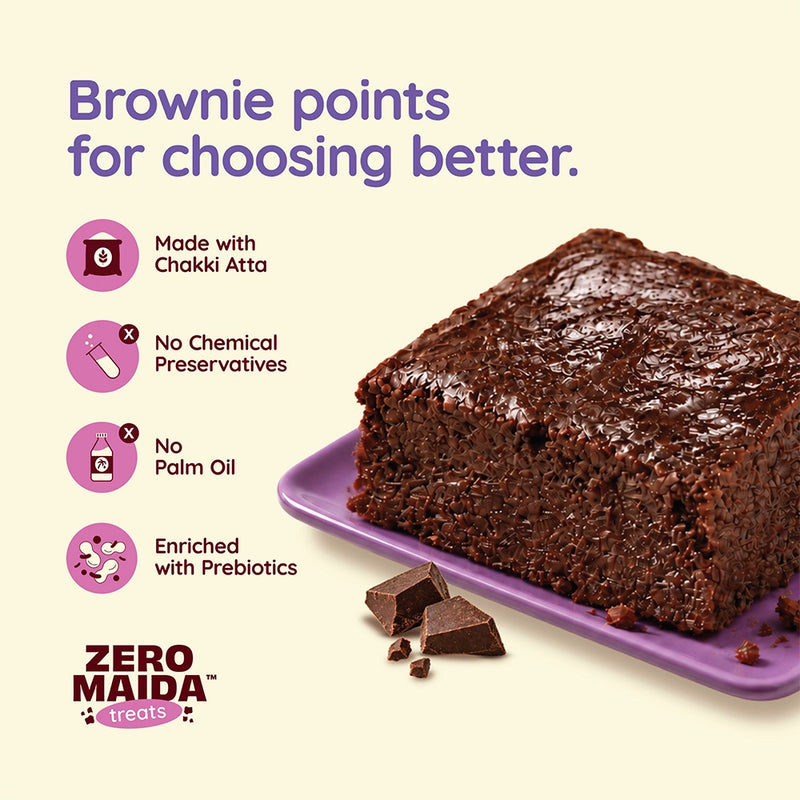 Brownie points
for choosing better.
Made with
Chakki Atta
X
No Chemical
Preservatives
X
No
Palm Oil
Enriched
with Prebiotics
ZERO
MAIDA™
treats